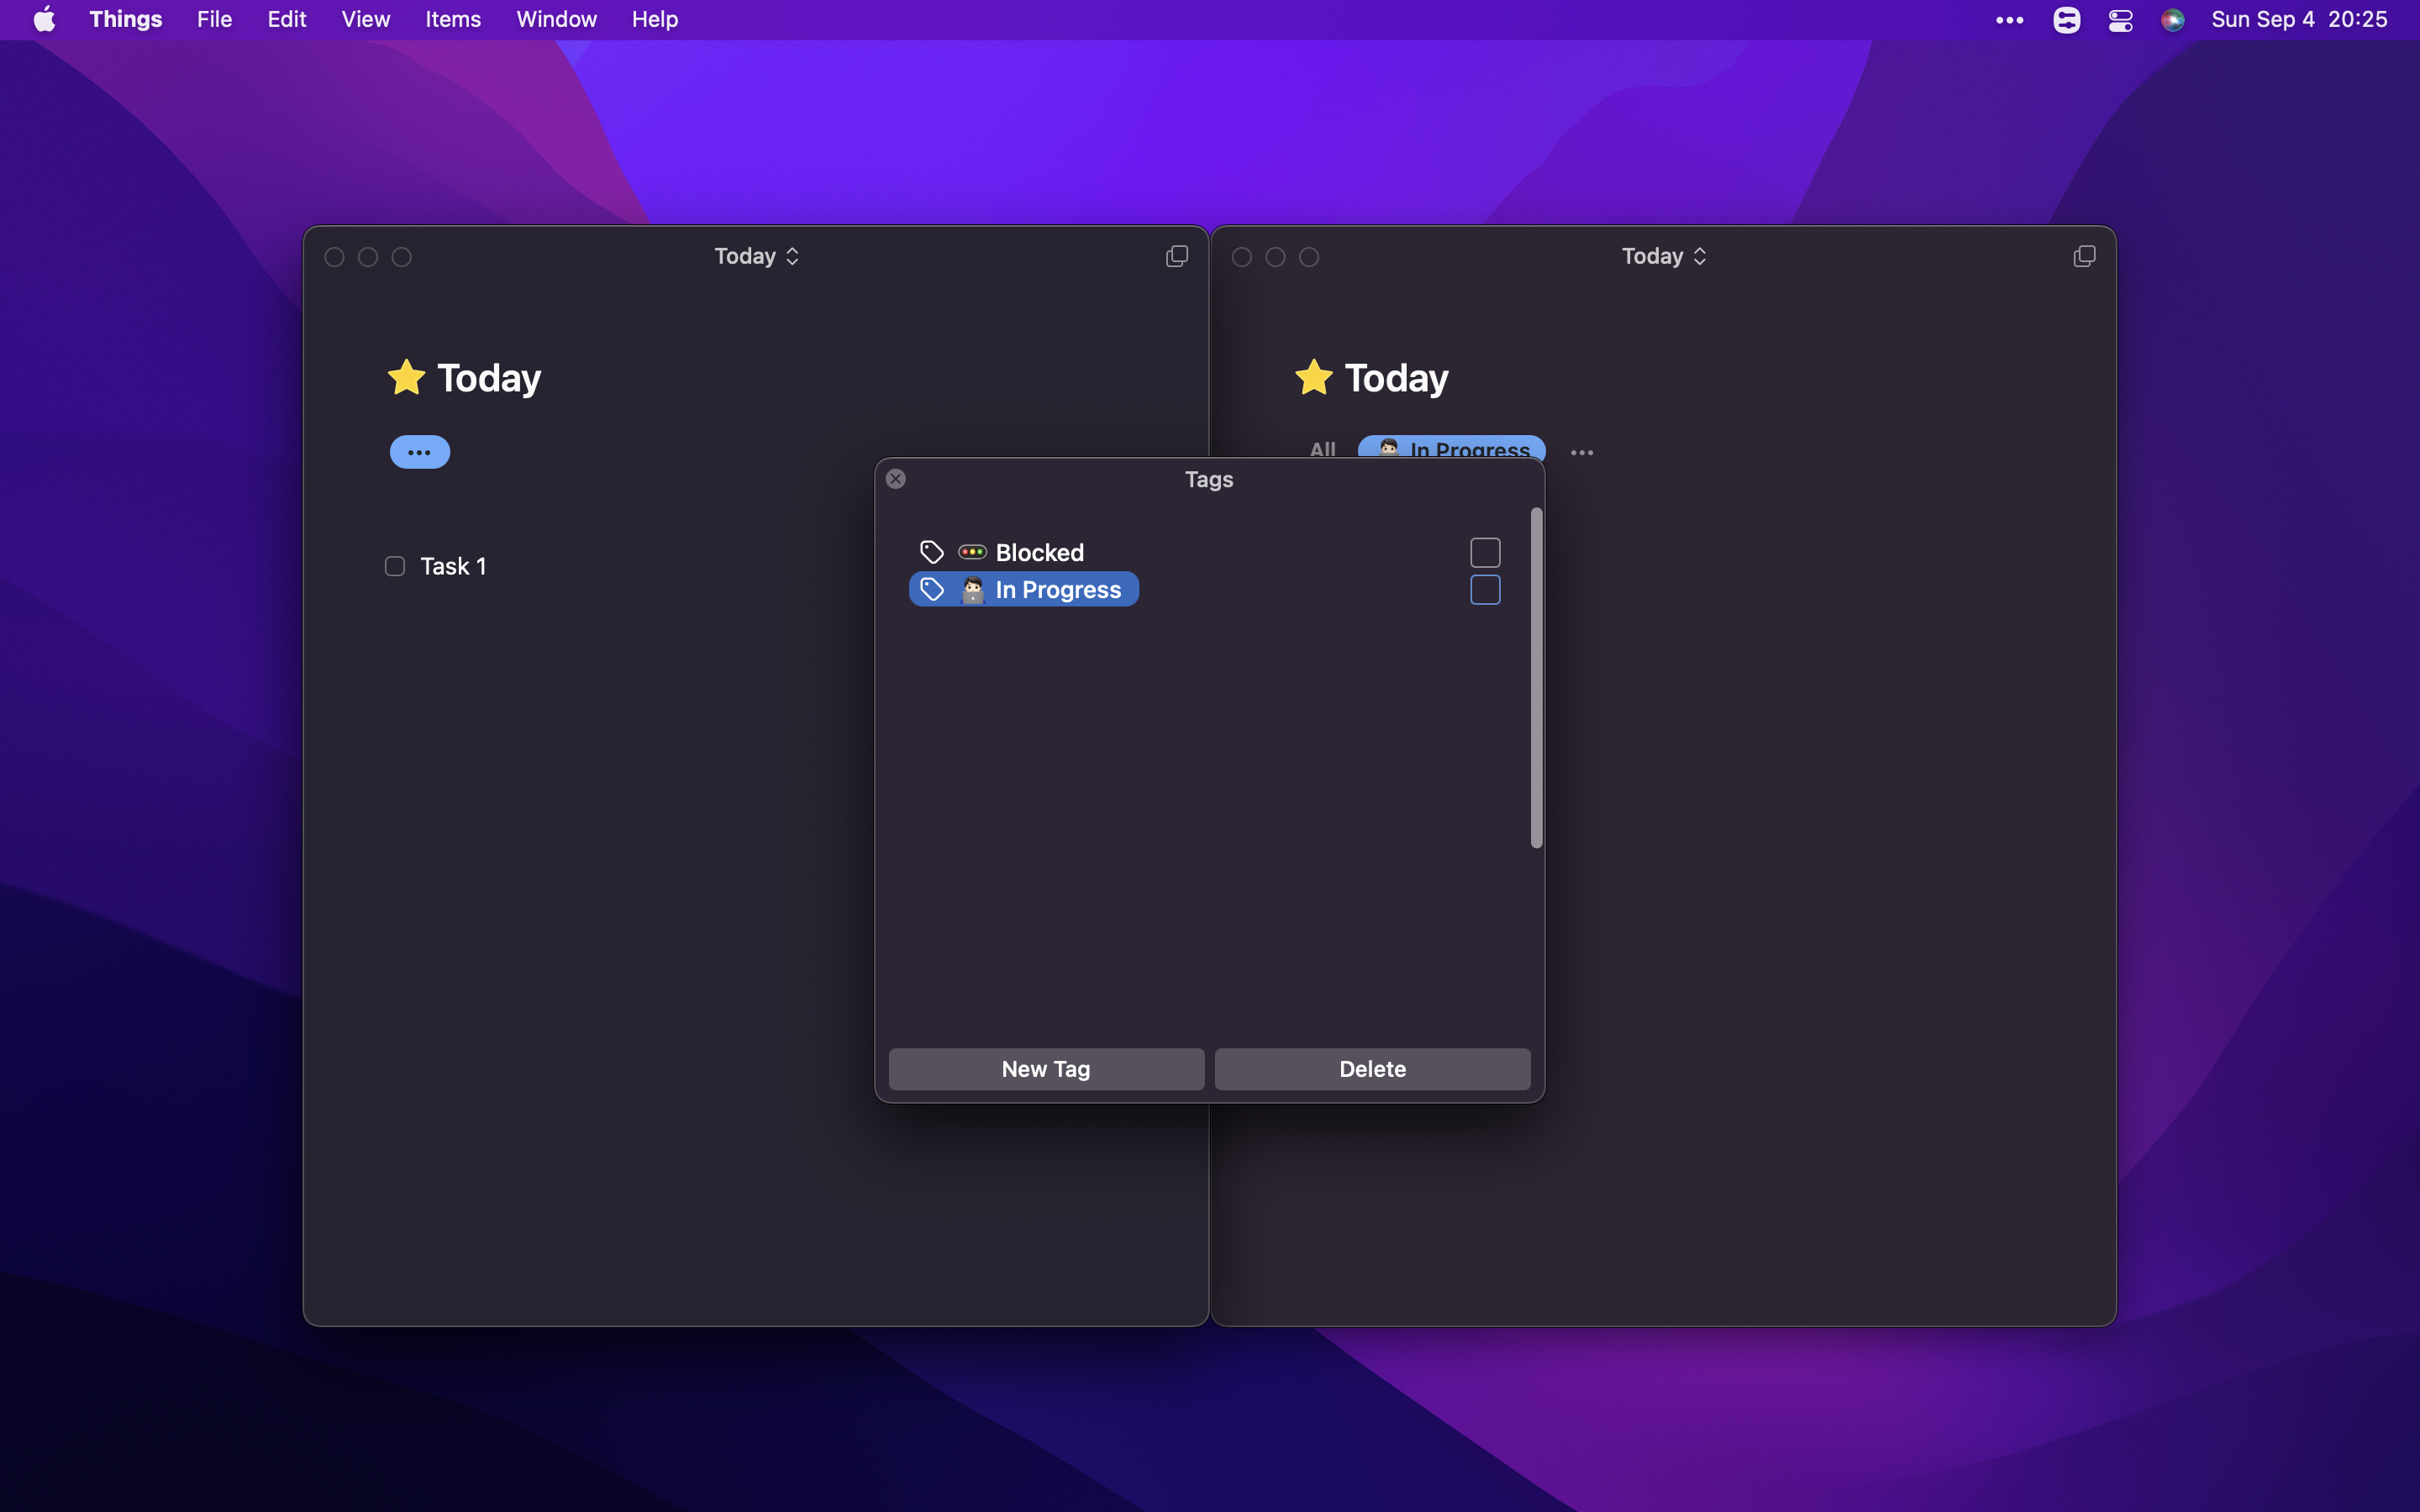 Things File Edit View Items Window Help Sun Sep 4 20:25
Today
Today
Today
Today
All In Progress
Task 1
Tags
Blocked
In Progress
New Tag Delete